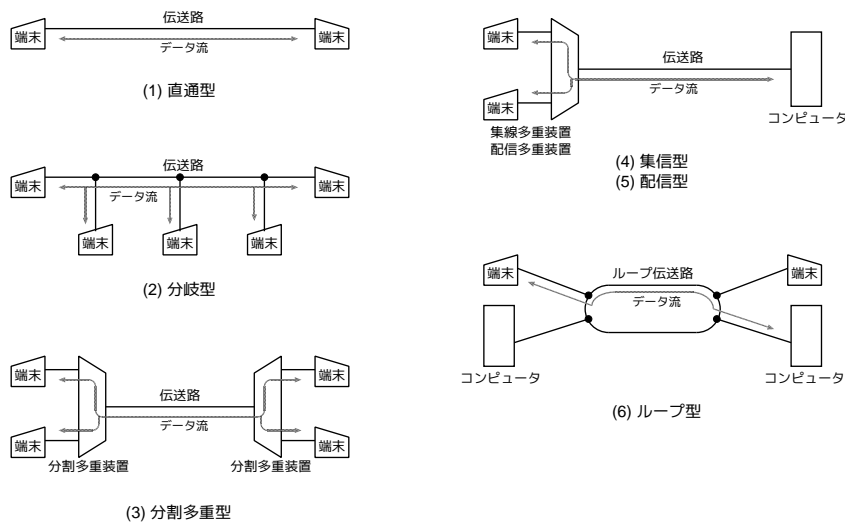 伝送路
端末
端末
データ流
(1) 直通型
伝送路
端末
端末
データ流
端末
端末
端末
(2) 分岐型
端末
端末
伝送路
データ流
端末
端末
分割多重装置
分割多重装置
(3) 分割多重型
端末
伝送路
データ流
端末
コンピュータ
集線多重装置
配信多重装置
(4) 集信型
(5) 配信型
端末
ループ伝送路
端末
データ流
コンピュータ
コンピュータ
(6) ループ型